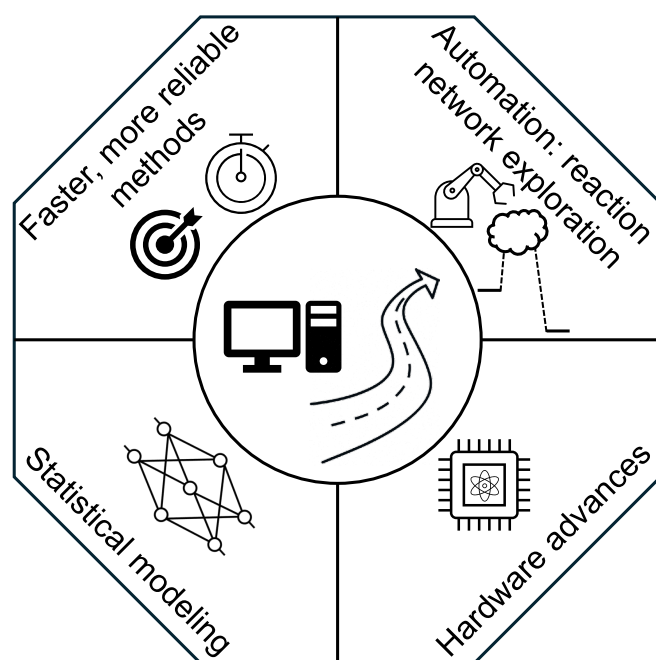 Faster, more reliable
methods
Automation: reaction
network exploration
Statistical modeling
Hardware advances